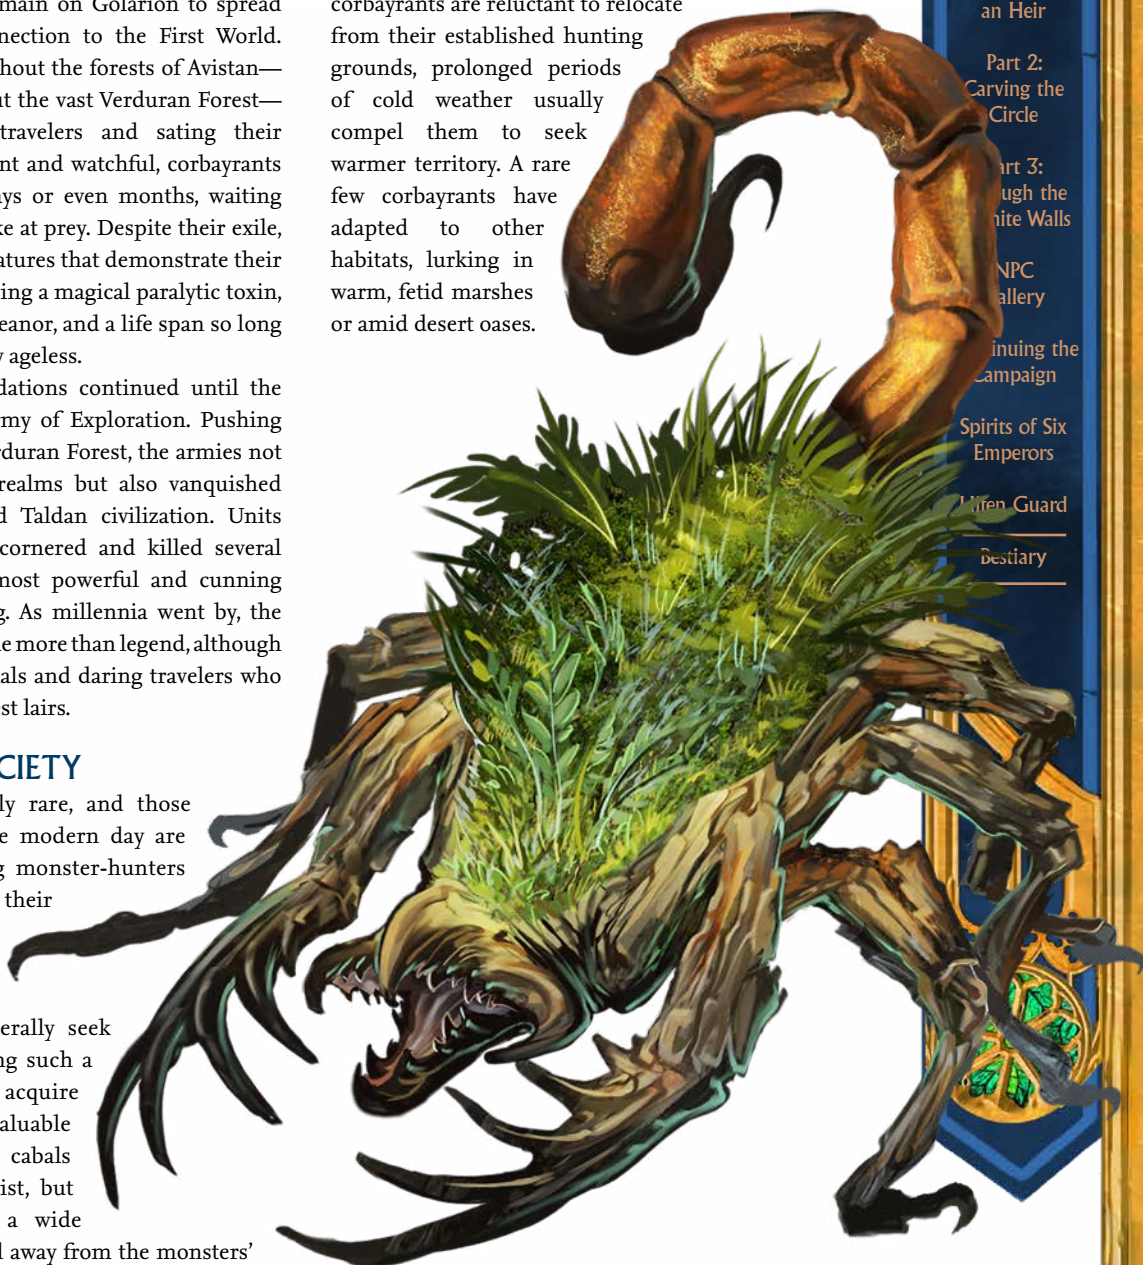 main on Golarion to spread
nection to the First World.
hout the forests of Avistan—
ut the vast Verduran Forest—
travelers and sating their
nt and watchful, corbayrants
ys or even months, waiting
ke at prey. Despite their exile,
atures that demonstrate their
ing a magical paralytic toxin,
eanor, and a life span so long
y ageless.
dations continued until the
rmy of Exploration. Pushing
rduran Forest, the armies not
realms but also vanquished
d Taldan civilization. Units
cornered and killed several
most powerful and cunning
g. As millennia went by, the
e more than legend, although
als and daring travelers who
est lairs.
CIETY
ly rare, and those
e modern day are
g monster-hunters
their
erally seek
ng such a
acquire
aluable
cabals
ist, but
a wide
l away from the monsters’
corbayrants are reluctant to relocate
from their established hunting
grounds, prolonged periods
of cold weather usually
compel them to seek
warmer territory. A rare
few corbayrants have
adapted to other
habitats, lurking in
warm, fetid marshes
or amid desert oases.
an Heir
Part 2:
Carving the
Circle
art 3:
ugh the
ite Walls
NPC
allery
inuing the
Campaign
Spirits of Six
Emperors
Ulfen Guard
Bestiary